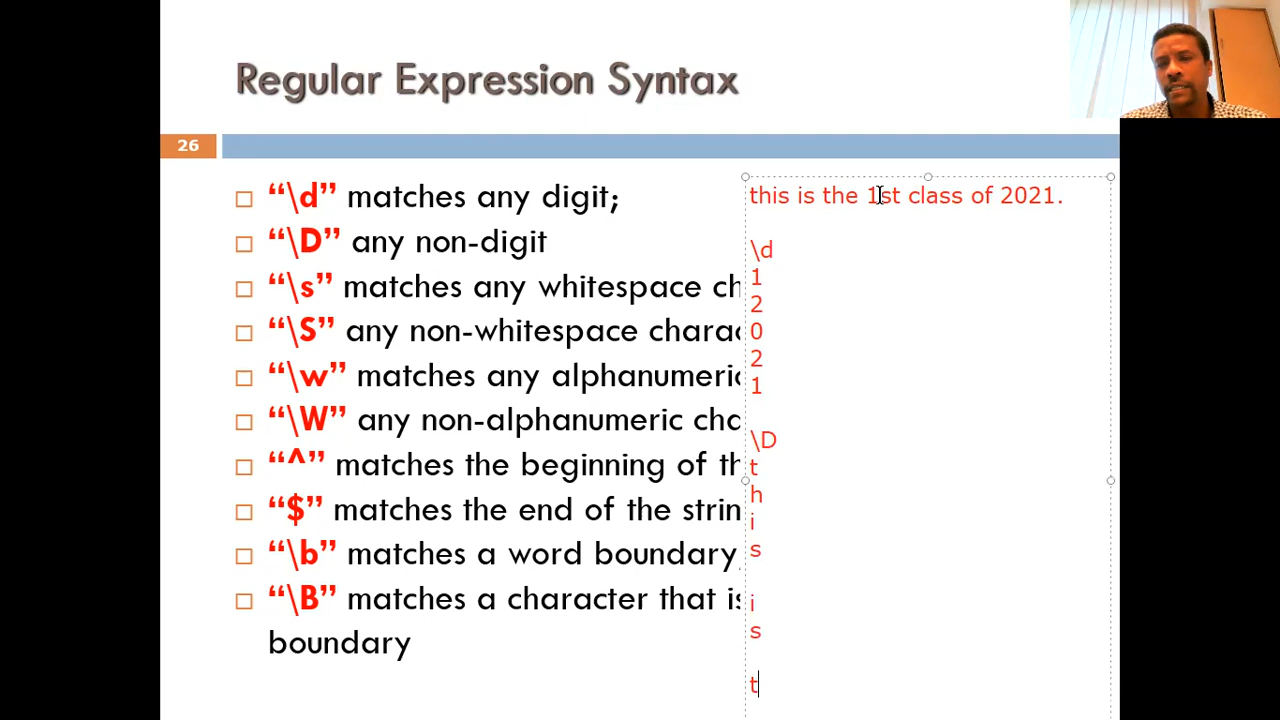 Regular Expression Syntax
26
“\d” matches any digit;
“\D” any non-digit
“\s” matches any whitespace ch
“\S” any non-whitespace charac
“\w” matches any alphanumeric
“\W” any non-alphanumeric cha
“^” matches the beginning of th
“$” matches the end of the strin
“\b” matches a word boundary
“\B” matches a character that is
boundary
this is the 1st class of 2021.
\d
1
2
0
2
1
\D
t
h
i
s
i
s
t